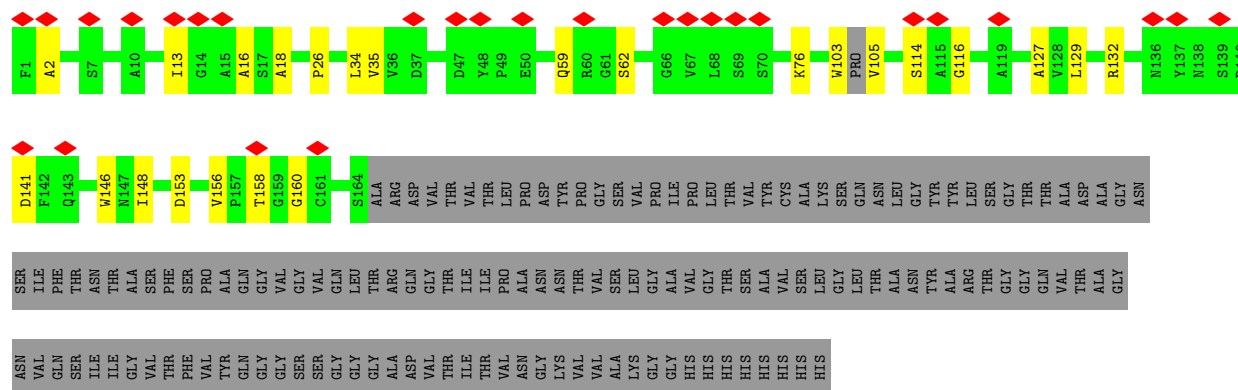 F1 A2 S7 A10 I13 G14 A15 A16 S17 A18 P26 L34 V35 V36 D37 D47 Y48 P49 E50 Q59 R60 G61 S62 G66 V67 L68 S69 S70 K76 W103 PRO V105 S114 A115 G116 A119 A127 V128 L129 R132 N136 Y137 N138 S139
D141 F142 Q143 W146 N147 I148 D153 V156 P157 T158 G159 G160 C161 S164 ALA ARG ASP VAL THR VAL THR LEU PRO ASP TYR PRO GLY SER VAL PRO ILE PRO LEU THR VAL TYR CYS ALA LYS SER GLN ASN LEU GLY TYR TYR LEU SER GLY THR THR ALA ASP ALA GLY ASN
SER ILE PHE THR ASN THR ALA SER PHE SER PRO ALA GLN GLY VAL GLY VAL GLN LEU THR ARG GLN GLY THR ILE ILE PRO ALA ASN ASN THR VAL SER LEU GLY ALA VAL GLY THR SER ALA VAL SER LEU GLY LEU THR ALA ASN TYR ALA ARG THR GLY GLY GLN VAL THR ALA GLY
ASN VAL GLN SER ILE ILE GLY VAL THR PHE VAL TYR GLN GLY GLY SER SER GLY GLY GLY ALA ASP VAL THR ILE THR VAL ASN GLY LYS VAL VAL ALA LYS GLY GLY HIS HIS HIS HIS HIS HIS HIS HIS